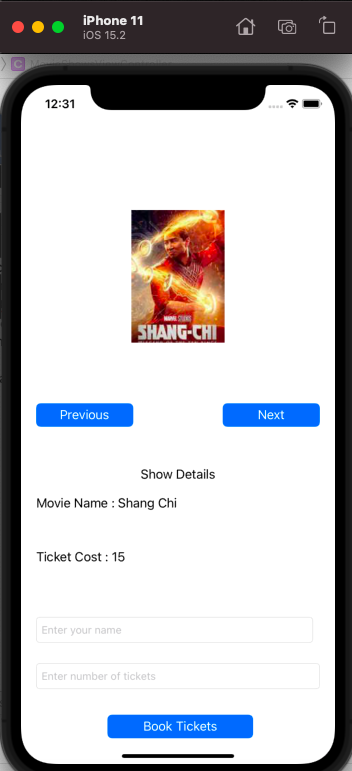 iPhone 11
iOS 15.2
12:31
MARVEL STUDIOS
SHANG-CHI
Previous
Next
Show Details
Movie Name : Shang Chi
Ticket Cost : 15
Enter your name
Enter number of tickets
Book Tickets